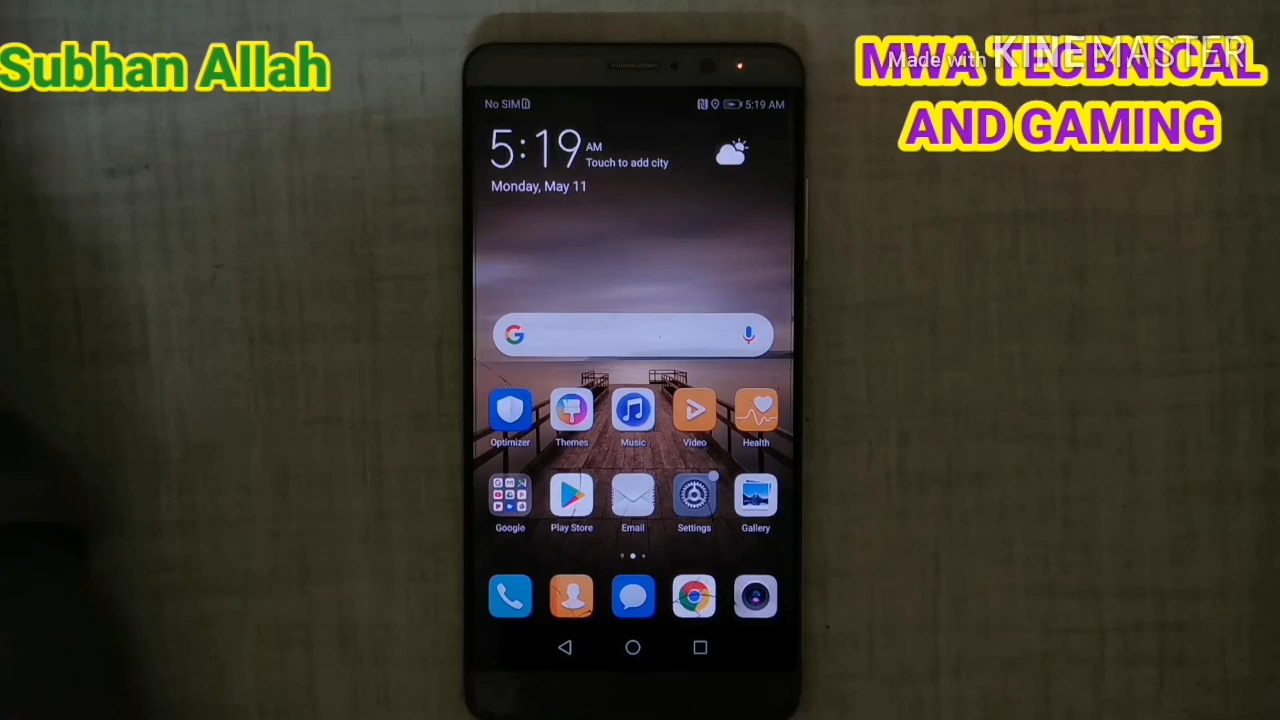 Subhan Allah
MWA TECBNICAL
AND GAMING
Made with KINEMASTER
No SIM
5:19 AM
5:19 AM
Touch to add city
Monday, May 11
Optimizer Themes Music Video Health
Google Play Store Email Settings Gallery